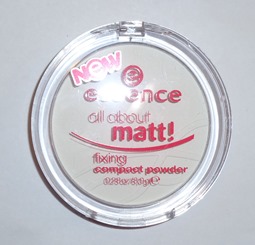 NEW
essence
all about
matt!
fixing
compact powder